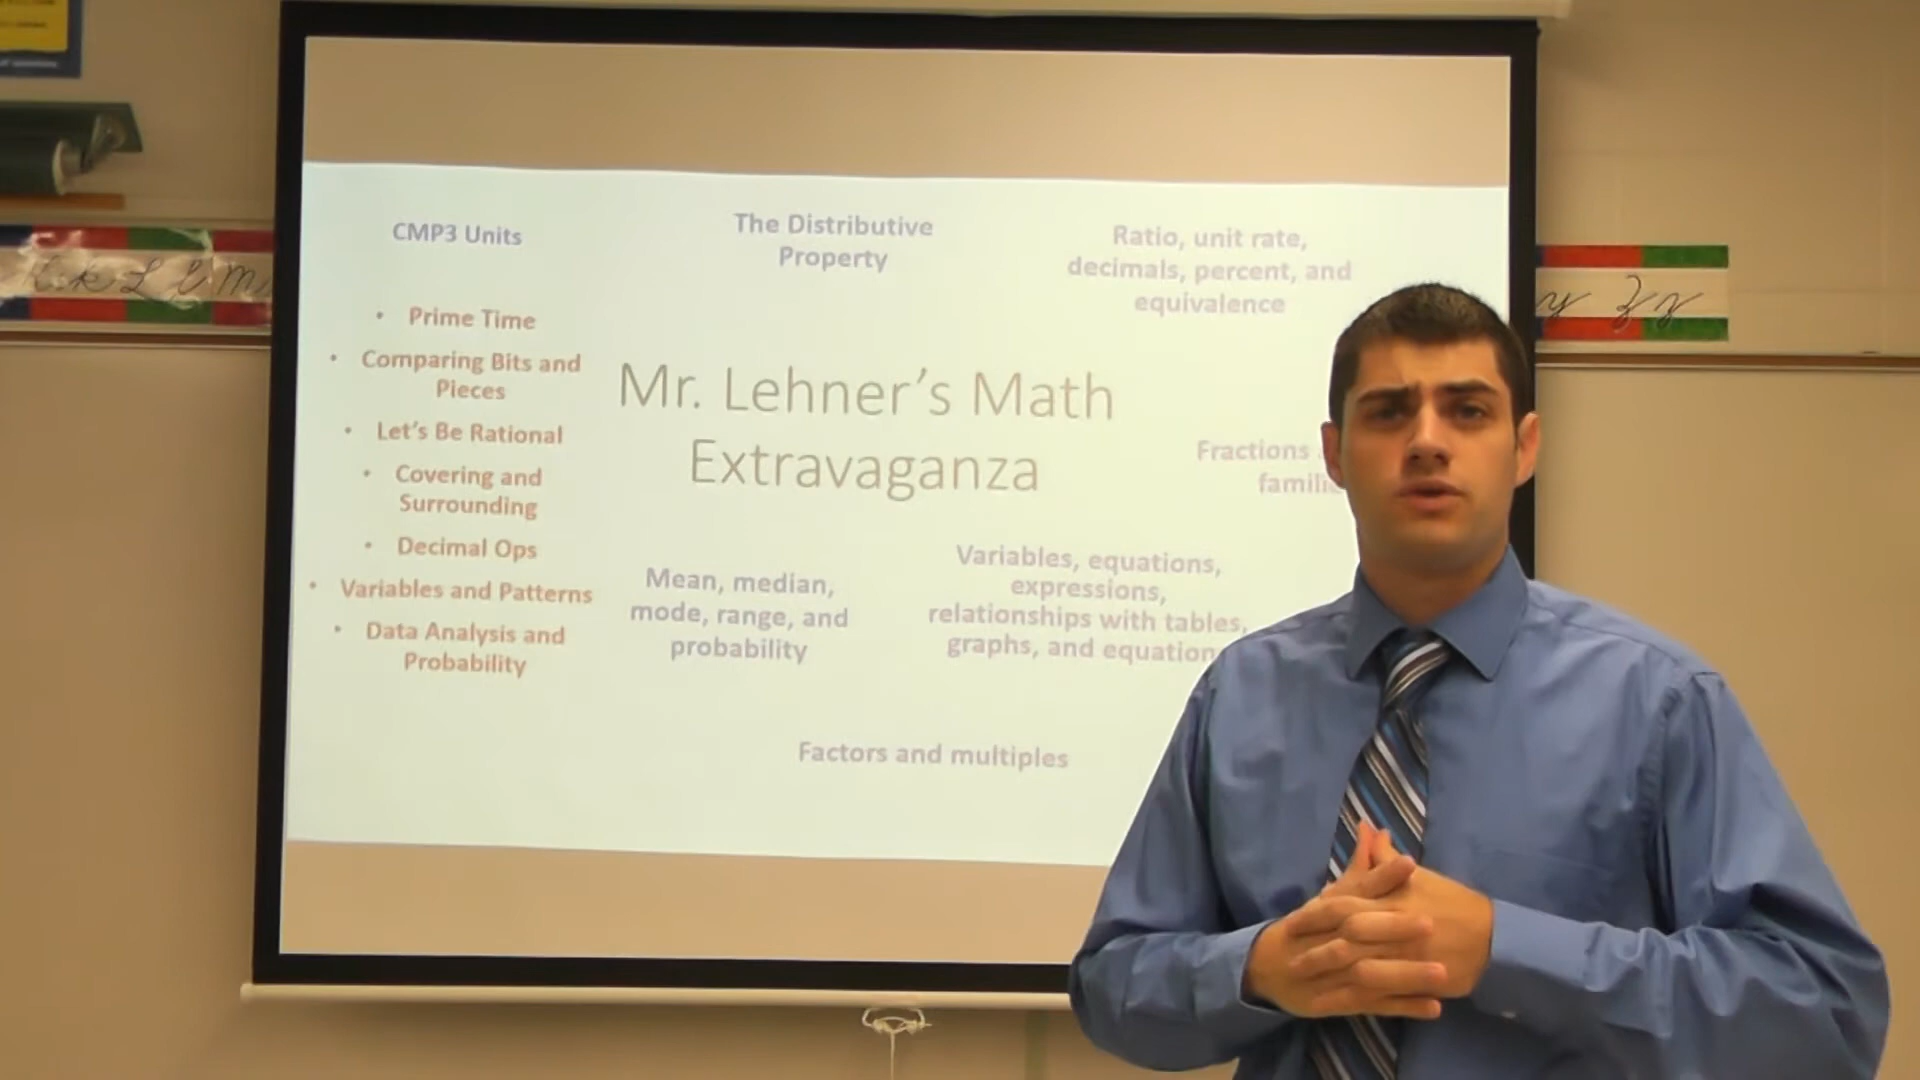 CMP3 Units
• Prime Time
• Comparing Bits and
Pieces
• Let's Be Rational
• Covering and
Surrounding
• Decimal Ops
• Variables and Patterns
• Data Analysis and
Probability
The Distributive
Property
Ratio, unit rate,
decimals, percent, and
equivalence
Mr. Lehner's Math
Extravaganza
Fractions
Mean, median,
mode, range, and
probability
Variables, equations,
expressions,
relationships with tables,
graphs, and equation
Factors and multiples
L l M
y Z z